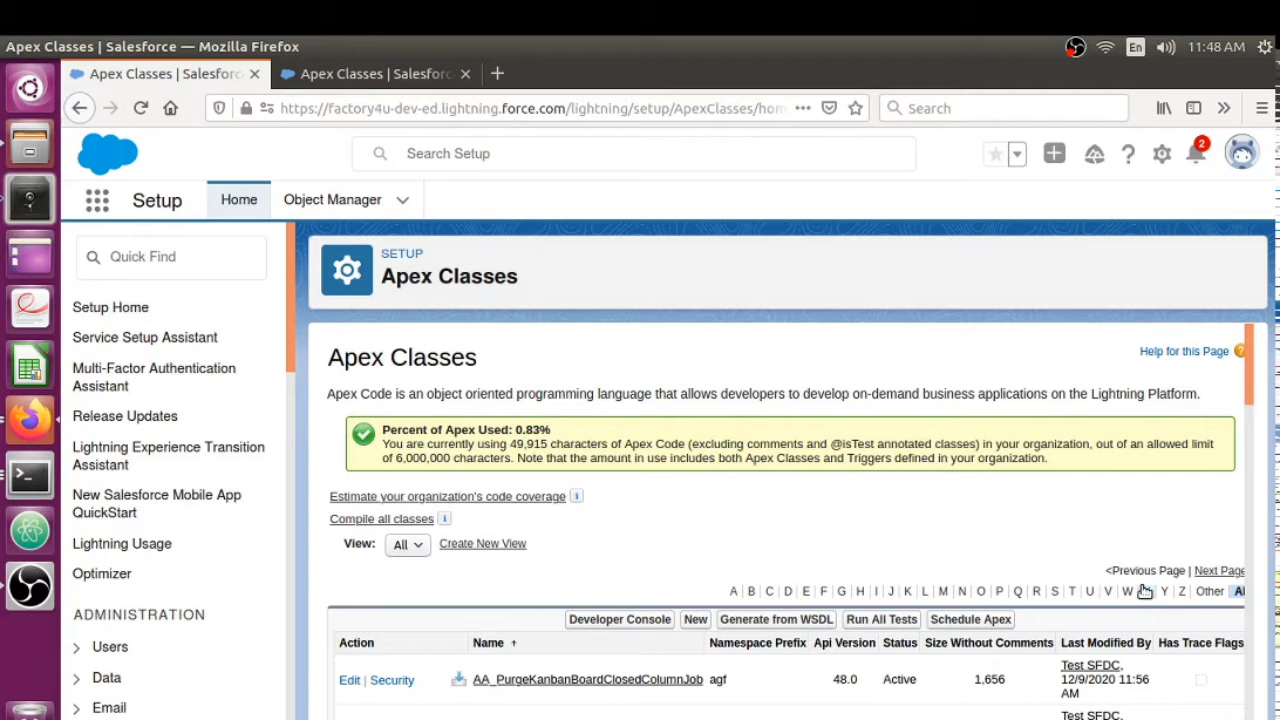 Apex Classes | Salesforce — Mozilla Firefox
En
11:48 AM
Apex Classes | Salesforc
Apex Classes | Salesforc
https://factory4u-dev-ed.lightning.force.com/lightning/setup/ApexClasses/hom
Search
Search Setup
2
Setup
Home
Object Manager
Quick Find
Setup Home
Service Setup Assistant
Multi-Factor Authentication
Assistant
Release Updates
Lightning Experience Transition
Assistant
New Salesforce Mobile App
QuickStart
Lightning Usage
Optimizer
ADMINISTRATION
Users
Data
Email
SETUP
Apex Classes
Apex Classes
Help for this Page
Apex Code is an object oriented programming language that allows developers to develop on-demand business applications on the Lightning Platform.
Percent of Apex Used: 0.83%
You are currently using 49,915 characters of Apex Code (excluding comments and @isTest annotated classes) in your organization, out of an allowed limit
of 6,000,000 characters. Note that the amount in use includes both Apex Classes and Triggers defined in your organization.
Estimate your organization's code coverage
Compile all classes
View: All Create New View
<Previous Page | Next Page
A | B | C | D | E | F | G | H | I | J | K | L | M | N | O | P | Q | R | S | T | U | V | W | Y | Z | Other | Al
Developer Console New Generate from WSDL Run All Tests Schedule Apex
Action Name Namespace Prefix Api Version Status Size Without Comments Last Modified By Has Trace Flags
Edit | Security AA_PurgeKanbanBoardClosedColumnJob agf 48.0 Active 1,656 Test SFDC,
12/9/2020 11:56
AM
Test SFDC,